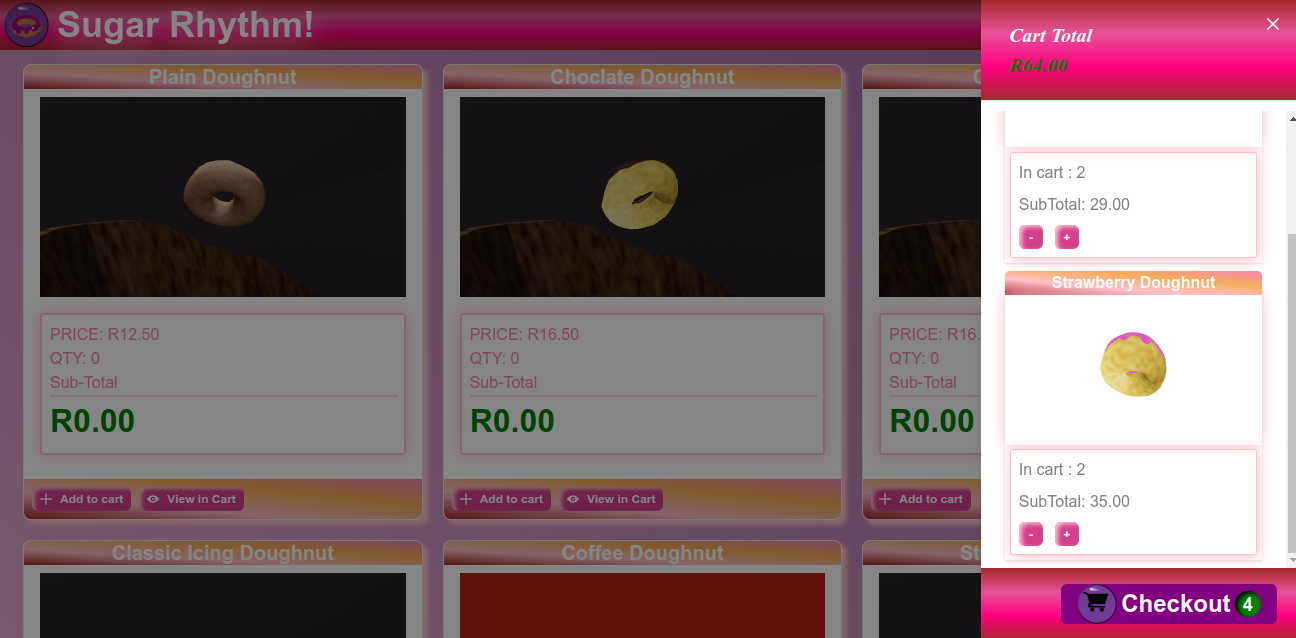 Sugar Rhythm!
Plain Doughnut
PRICE: R12.50
QTY: 0
Sub-Total
R0.00
Add to cart
View in Cart
Choclate Doughnut
PRICE: R16.50
QTY: 0
Sub-Total
R0.00
Add to cart
View in Cart
PRICE: R16.
QTY: 0
Sub-Total
R0.00
Add to cart
Classic Icing Doughnut
Coffee Doughnut
St
Cart Total
R64.00
In cart : 2
SubTotal: 29.00
- +
Strawberry Doughnut
In cart : 2
SubTotal: 35.00
- +
Checkout 4